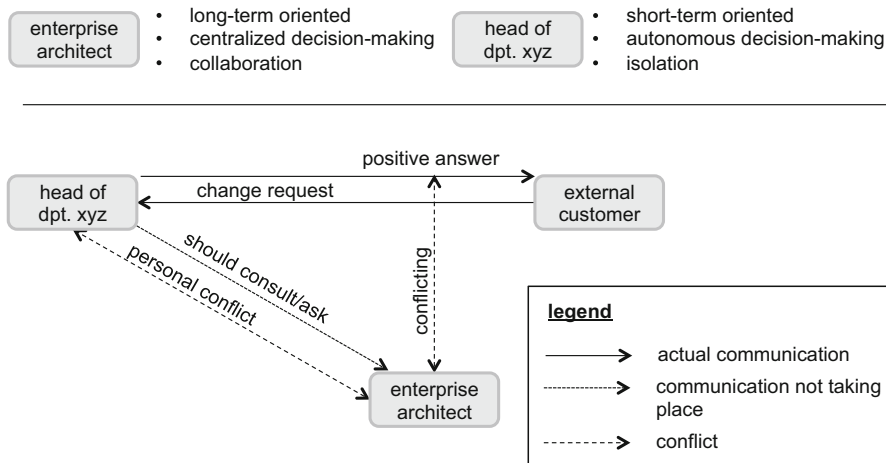 enterprise
architect
• long-term oriented
• centralized decision-making
• collaboration
head of
dpt. xyz
• short-term oriented
• autonomous decision-making
• isolation
positive answer
head of
dpt. xyz
change request
external
customer
should consult/ask
personal conflict
conflicting
enterprise
architect
legend
actual communication
communication not taking
place
conflict